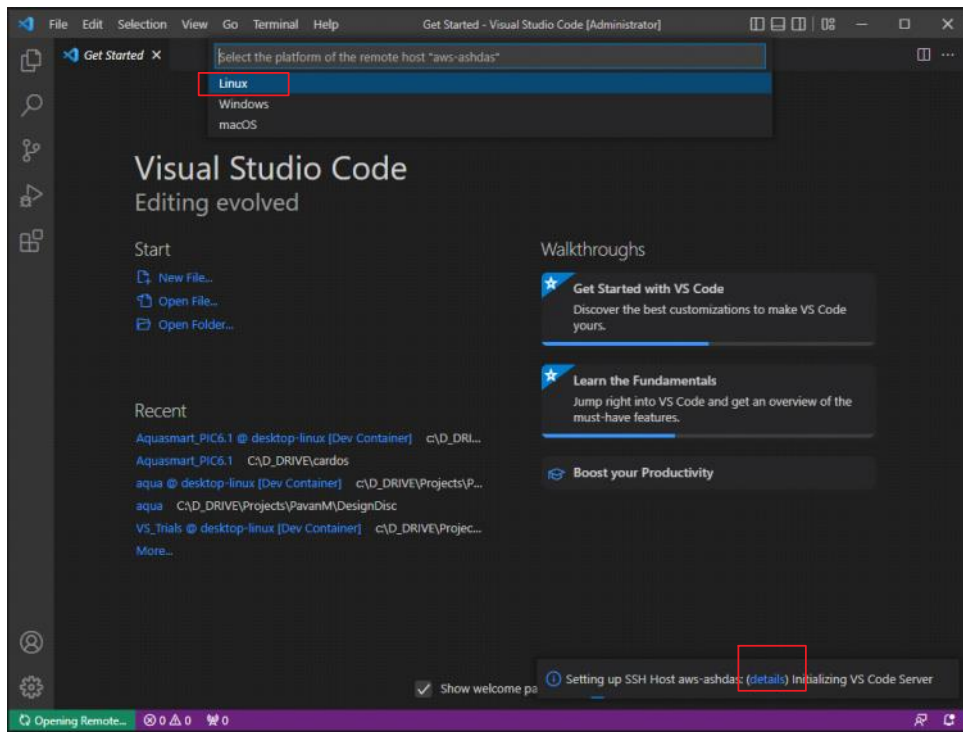 File Edit Selection View Go Terminal Help Get Started - Visual Studio Code [Administrator]
Get Started
Select the platform of the remote host "aws-ashdas"
Linux
Windows
macOS
Visual Studio Code
Editing evolved
Start
New File...
Open File...
Open Folder...
Recent
Aquasmart_PIC6.1 @ desktop-linux [Dev Container] c:\D_DRI...
Aquasmart_PIC6.1 C:\D_DRIVE\cardos
aqua @ desktop-linux [Dev Container] c:\D_DRIVE\Projects\P...
aqua C:\D_DRIVE\Projects\PavanM\DesignDisc
VS_Trials @ desktop-linux [Dev Container] c:\D_DRIVE\Projec...
More...
Walkthroughs
Get Started with VS Code
Discover the best customizations to make VS Code
yours.
Learn the Fundamentals
Jump right into VS Code and get an overview of the
must-have features.
Boost your Productivity
Show welcome pa
Setting up SSH Host aws-ashdas: (details) Initializing VS Code Server
Opening Remote... 0 0 0